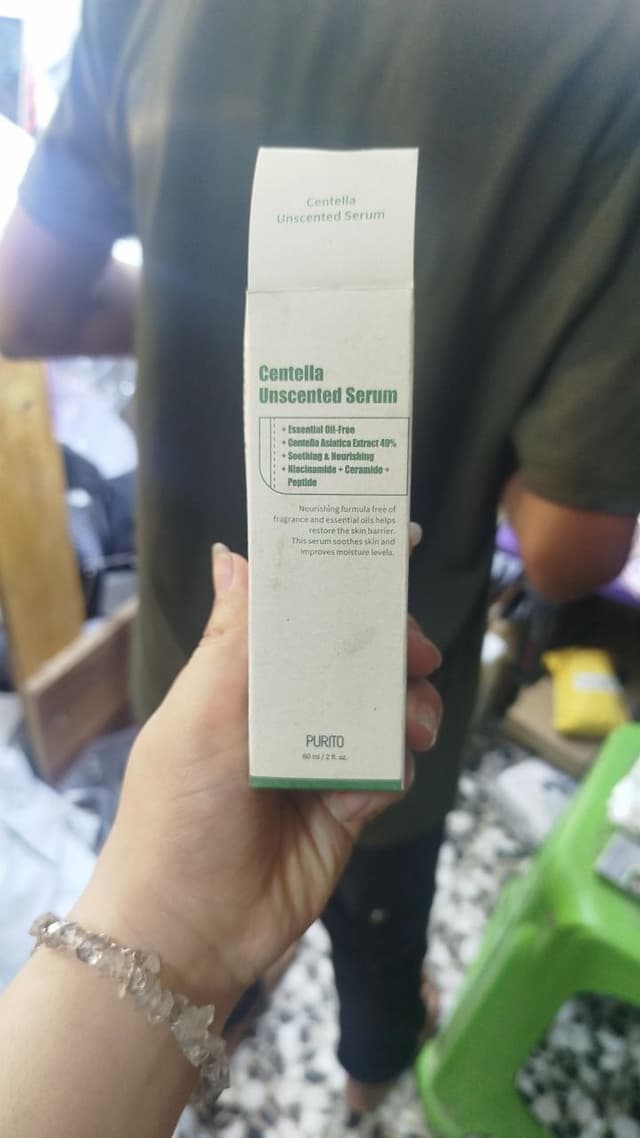 Centella
Unscented Serum
Centella
Unscented Serum
+ Essential Oil-Free
+ Centella Asiatica Extract 49%
+ Soothing & Nourishing
+ Niacinamide + Ceramide +
Peptide
Nourishing formula free of
fragrance and essential oils helps
restore the skin barrier.
This serum soothes skin and
improves moisture levels.
PURITO
60 ml / 2 fl. oz.